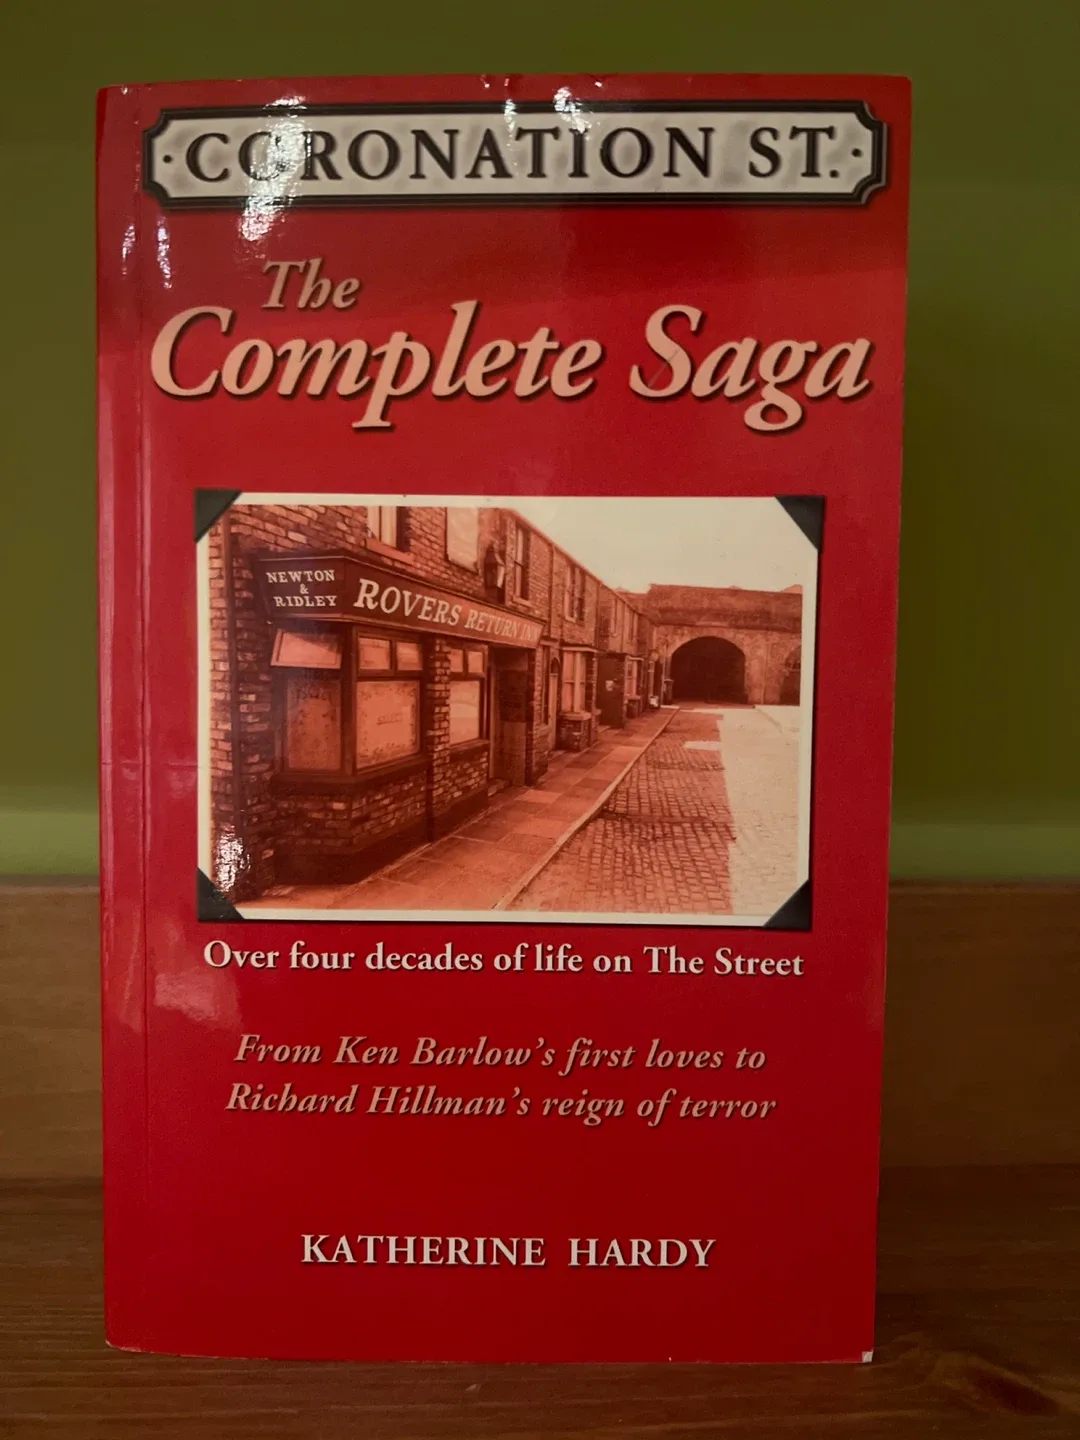 ·CORONATION ST.·
The
Complete Saga
NEWTON
&
RIDLEY
ROVERS RETURN INN
SELECT
Over four decades of life on The Street
From Ken Barlow's first loves to
Richard Hillman's reign of terror
KATHERINE HARDY